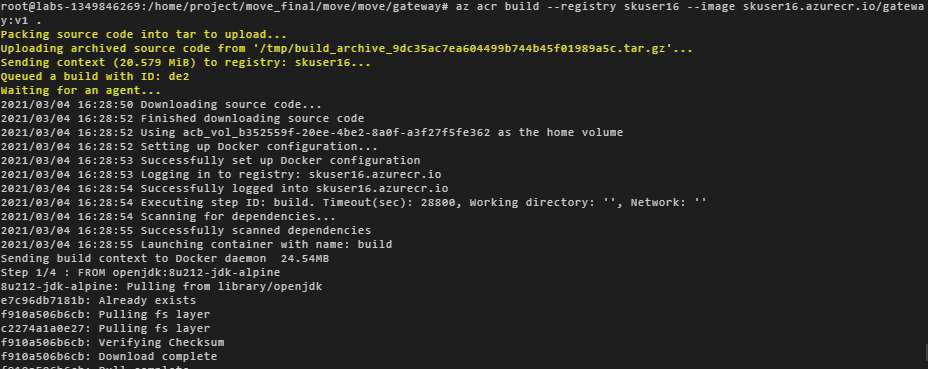 root@labs-1349846269:/home/project/move_final/move/move/gateway# az acr build --registry skuser16 --image skuser16.azurecr.io/gatewa
y:v1 .
Packing source code into tar to upload...
Uploading archived source code from '/tmp/build_archive_9dc35ac7ea604499b744b45f01989a5c.tar.gz'...
Sending context (20.579 MiB) to registry: skuser16...
Queued a build with ID: de2
Waiting for an agent...
2021/03/04 16:28:50 Downloading source code...
2021/03/04 16:28:52 Finished downloading source code
2021/03/04 16:28:52 Using acb_vol_b352559f-20ee-4be2-8a0f-a3f27f5fe362 as the home volume
2021/03/04 16:28:52 Setting up Docker configuration...
2021/03/04 16:28:53 Successfully set up Docker configuration
2021/03/04 16:28:53 Logging in to registry: skuser16.azurecr.io
2021/03/04 16:28:54 Successfully logged into skuser16.azurecr.io
2021/03/04 16:28:54 Executing step ID: build. Timeout(sec): 28800, Working directory: '', Network: ''
2021/03/04 16:28:54 Scanning for dependencies...
2021/03/04 16:28:55 Successfully scanned dependencies
2021/03/04 16:28:55 Launching container with name: build
Sending build context to Docker daemon  24.54MB
Step 1/4 : FROM openjdk:8u212-jdk-alpine
8u212-jdk-alpine: Pulling from library/openjdk
e7c96db7181b: Already exists
f910a506b6cb: Pulling fs layer
c2274a1a0e27: Pulling fs layer
f910a506b6cb: Verifying Checksum
f910a506b6cb: Download complete
f910a506b6cb: Pull complete